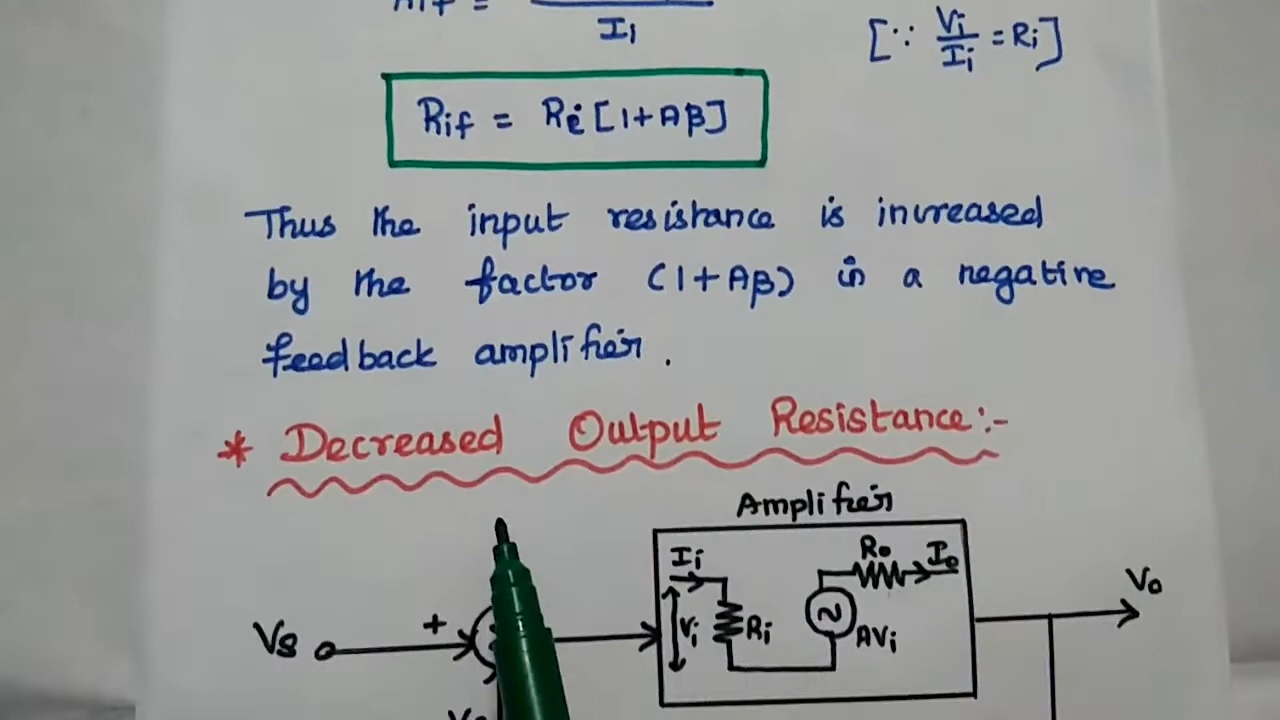 I1
[∵ Vi/Ii = Ri]
Rif = Ri [1+Aβ]
Thus the input resistance is increased
by the factor (1+Aβ) in a negative
feedback amplifier.
* Decreased Output Resistance:-
Amplifier
Ii
Ro
Io
Vo
+
Vs
Vi
Ri
AVi